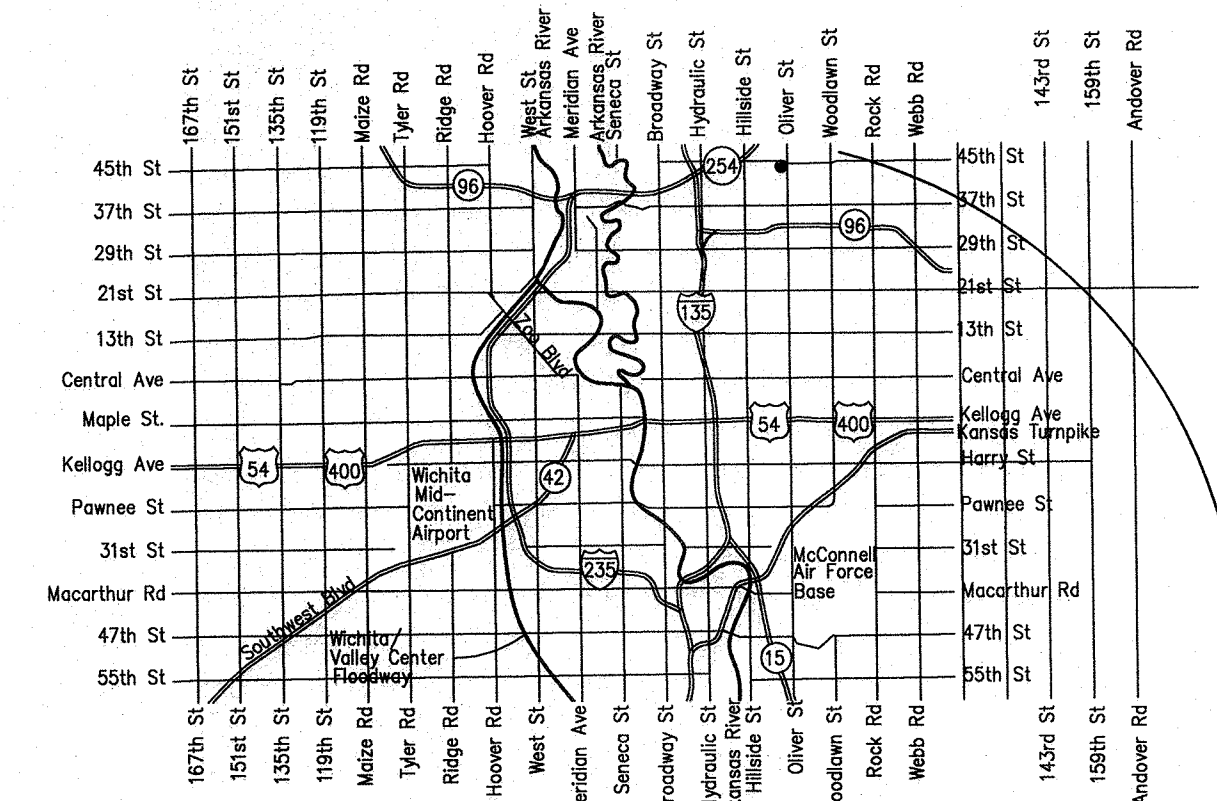 167th St
151st St
135th St
119th St
Maize Rd
Tyler Rd
Ridge Rd
Hoover Rd
West St
Arkansas River
Meridian Ave
Arkansas River
Seneca St
Broadway St
Hydraulic St
Hillside St
Oliver St
Woodlawn St
Rock Rd
Webb Rd
143rd St
159th St
Andover Rd
45th St
254
45th St
96
37th St
37th St
96
29th St
29th St
21st St
21st St
135
13th St
Zoo Blvd
13th St
Central Ave
Central Ave
Maple St.
54
400
Kellogg Ave
Kansas Turnpike
Kellogg Ave
54
400
Harry St
Wichita
Mid-
Continent
Airport
42
Pawnee St
Pawnee St
31st St
31st St
235
McConnell
Air Force
Base
Macarthur Rd
Macarthur Rd
Southwest Blvd
47th St
47th St
Wichita/
Valley Center
Floodway
15
55th St
55th St
167th St
151st St
135th St
119th St
Maize Rd
Tyler Rd
Ridge Rd
Hoover Rd
West St
eridian Ave
Seneca St
roadway St
ydraulic St
kansas River
Hillside St
Oliver St
oodlawn St
Rock Rd
Webb Rd
143rd St
159th St
Andover Rd